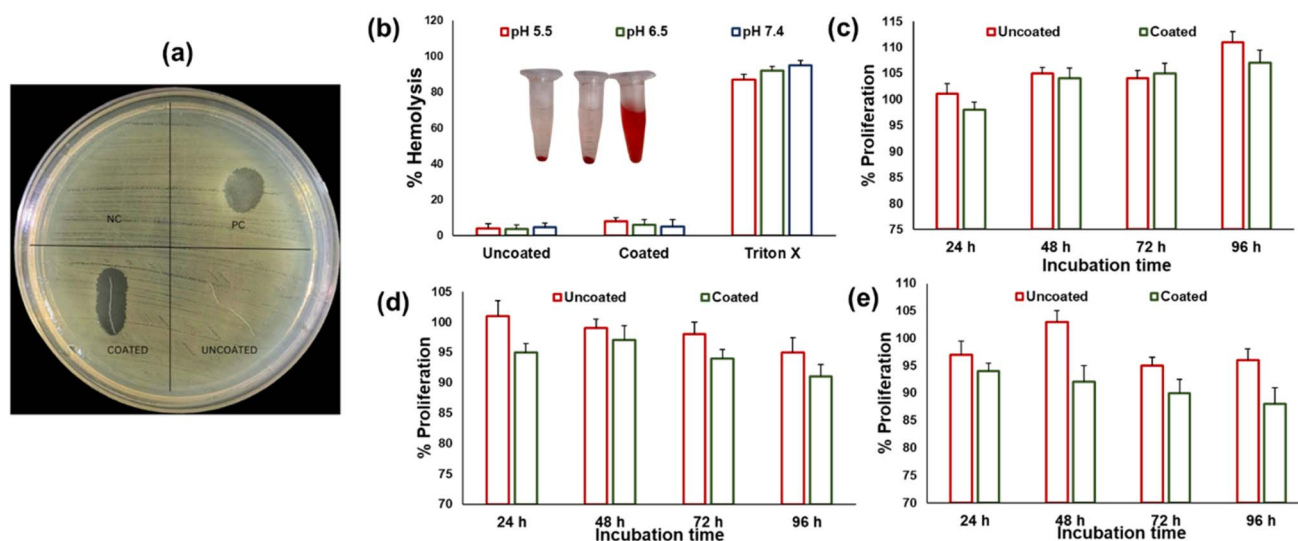 (a)
NC
PC
COATED
UNCOATED
(b)
% Hemolysis
120
100
80
60
40
20
0
pH 5.5 pH 6.5 pH 7.4
Uncoated Coated Triton X
(c)
% Proliferation
115
110
105
100
95
90
85
80
75
Uncoated Coated
24 h 48 h 72 h 96 h
Incubation time
(d)
% Proliferation
105
100
95
90
85
80
75
70
Uncoated Coated
24 h 48 h 72 h 96 h
Incubation time
(e)
% Proliferation
110
105
100
95
90
85
80
75
70
Uncoated Coated
24 h 48 h 72 h 96 h
Incubation time